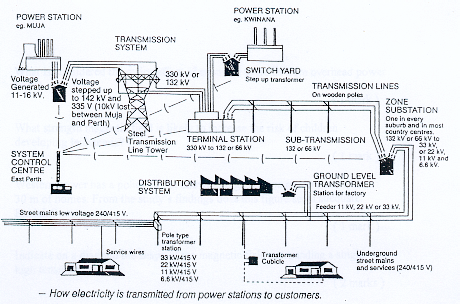 POWER STATION
eg. MUJA
TRANSMISSION
SYSTEM
POWER STATION
eg. KWINANA
Voltage
Generated
11-16 kV.
Voltage
stepped up
to 142 kV and
335 V (10kV lost
between Muja
and Perth)
330 kV or
132 kV
SWITCH YARD
Step up transformer
TRANSMISSION LINES
On wooden poles
ZONE
SUBSTATION
One in every
suburb and in most
country centres.
132 kV or 66 kV to
33 kV,
or 22 kV,
11 kV and
6.6 kV.
Steel
Transmission
Line Tower
TERMINAL STATION
330 kV to 132 or 66 kV
SUB-TRANSMISSION
132 or 66 kV
SYSTEM
CONTROL
CENTRE
East Perth
DISTRIBUTION
SYSTEM
GROUND LEVEL
TRANSFORMER
Station for factory
Feeder 11 kV, 22 kV or 33 kV.
Street mains low voltage 240/415 V.
Service wires
Pole type
transformer
station
33 kV/415 V
22 kV/415 V
11 kV/415 V
6.6 kV/415 V
Transformer
Cubicle
Underground
street mains
and services (240/415 V)
— How electricity is transmitted from power stations to customers.